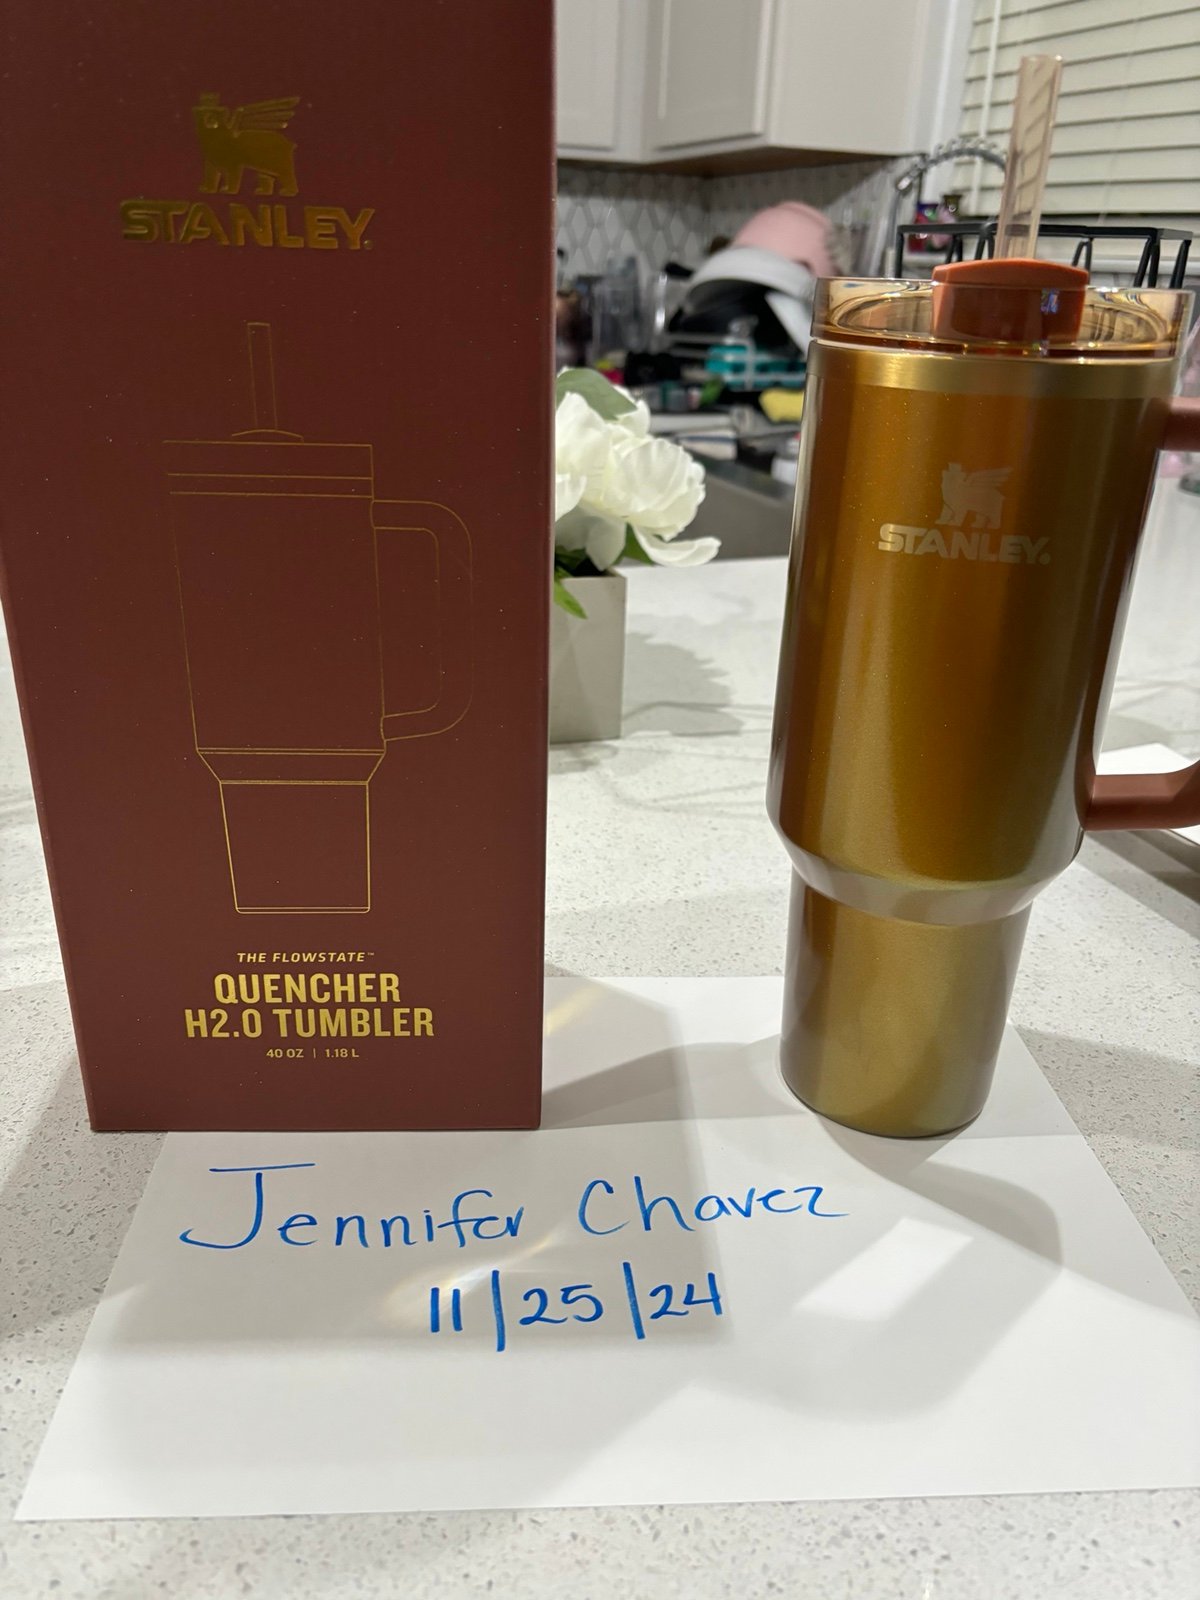 STANLEY.
THE FLOWSTATE™
QUENCHER
H2.0 TUMBLER
40 OZ | 1.18 L
STANLEY.
Jennifer Chavez
11/25/24